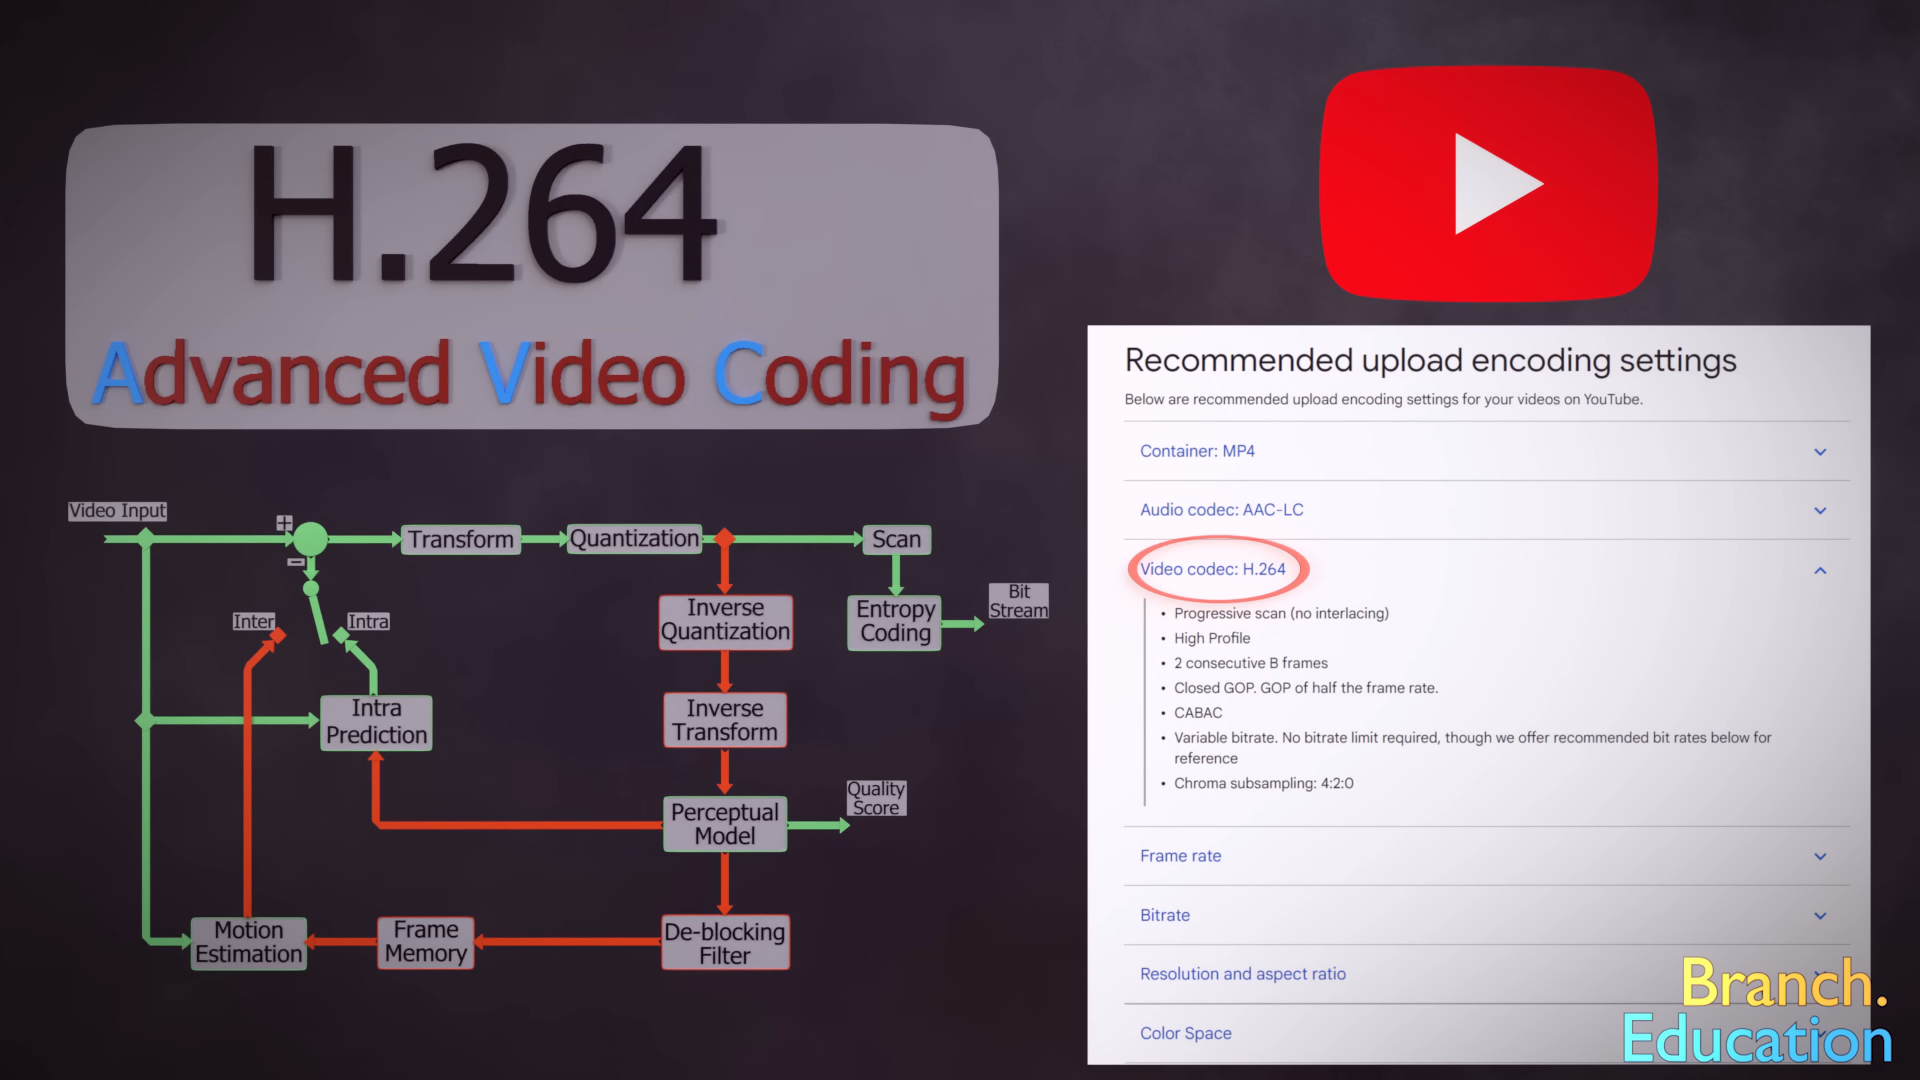 H.264
Advanced Video Coding
Video Input
+
−
Transform
Quantization
Scan
Inverse
Quantization
Entropy
Coding
Bit
Stream
Inter
Intra
Intra
Prediction
Inverse
Transform
Perceptual
Model
Quality
Score
Motion
Estimation
Frame
Memory
De-blocking
Filter
Recommended upload encoding settings
Below are recommended upload encoding settings for your videos on YouTube.
Container: MP4
Audio codec: AAC-LC
Video codec: H.264
• Progressive scan (no interlacing)
• High Profile
• 2 consecutive B frames
• Closed GOP. GOP of half the frame rate.
• CABAC
• Variable bitrate. No bitrate limit required, though we offer recommended bit rates below for
reference
• Chroma subsampling: 4:2:0
Frame rate
Bitrate
Resolution and aspect ratio
Color Space
Branch.
Education